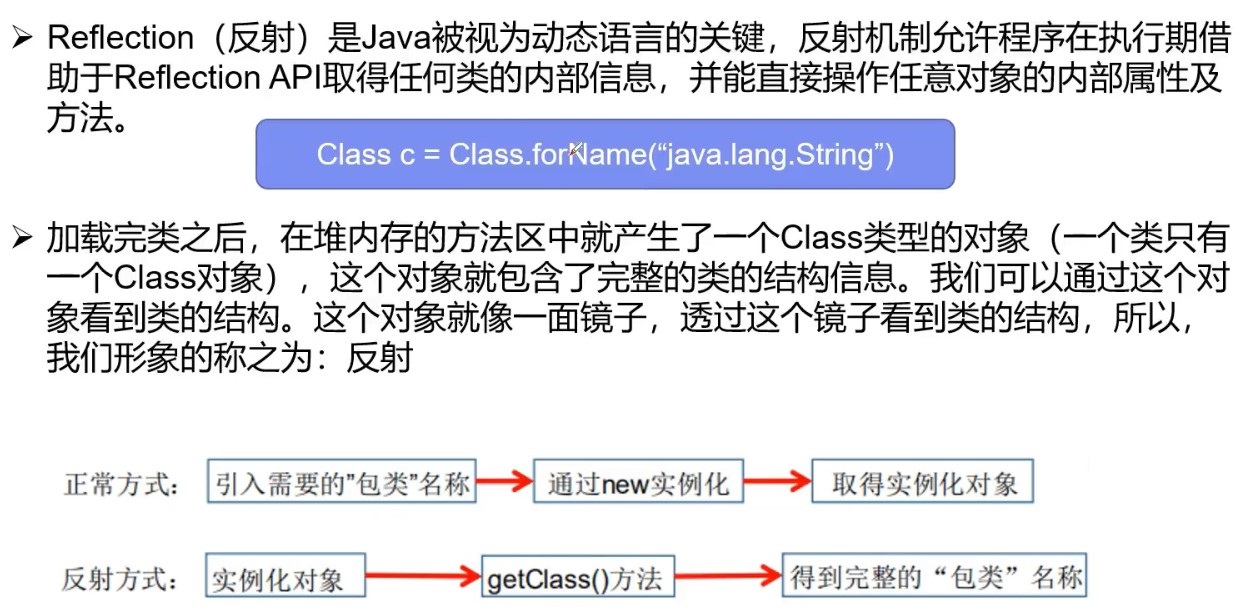 ➢ Reflection（反射）是Java被视为动态语言的关键，反射机制允许程序在执行期借
助于Reflection API取得任何类的内部信息，并能直接操作任意对象的内部属性及
方法。
Class c = Class.forName(“java.lang.String”)
➢ 加载完类之后，在堆内存的方法区中就产生了一个Class类型的对象（一个类只有
一个Class对象），这个对象就包含了完整的类的结构信息。我们可以通过这个对
象看到类的结构。这个对象就像一面镜子，透过这个镜子看到类的结构，所以，
我们形象的称之为：反射
正常方式： 引入需要的”包类”名称 通过new实例化 取得实例化对象
反射方式： 实例化对象 getClass()方法 得到完整的“包类”名称